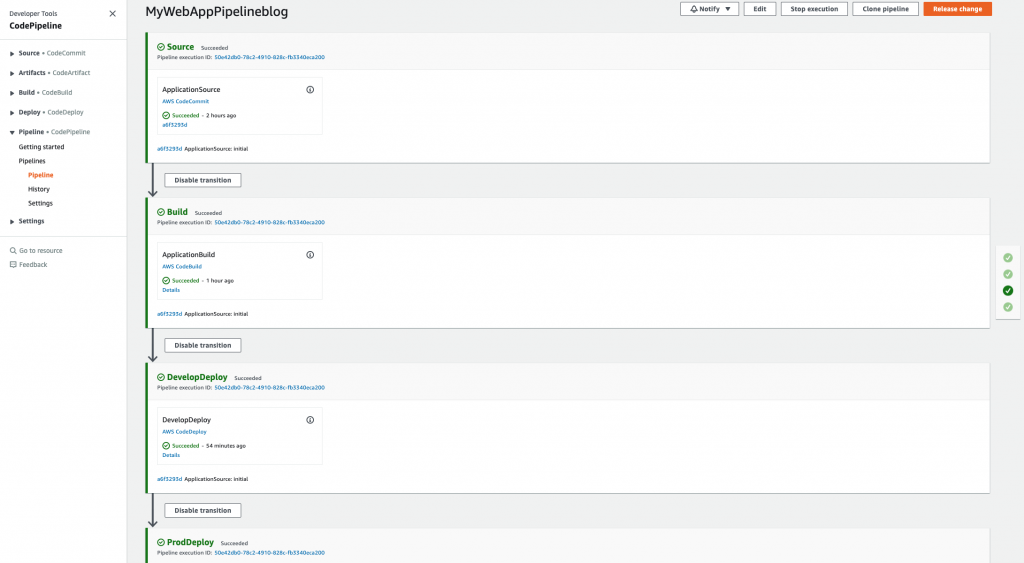 Developer Tools
CodePipeline
Source • CodeCommit
Artifacts • CodeArtifact
Build • CodeBuild
Deploy • CodeDeploy
Pipeline • CodePipeline
Getting started
Pipelines
Pipeline
History
Settings
Settings
Go to resource
Feedback
MyWebAppPipelineblog
Notify
Edit
Stop execution
Clone pipeline
Release change
Source Succeeded
Pipeline execution ID: 50e42db0-78c2-4910-828c-fb3340eca200
ApplicationSource
AWS CodeCommit
Succeeded - 2 hours ago
a6f3293d
a6f3293d ApplicationSource: initial
Disable transition
Build Succeeded
Pipeline execution ID: 50e42db0-78c2-4910-828c-fb3340eca200
ApplicationBuild
AWS CodeBuild
Succeeded - 1 hour ago
Details
a6f3293d ApplicationSource: initial
Disable transition
DevelopDeploy Succeeded
Pipeline execution ID: 50e42db0-78c2-4910-828c-fb3340eca200
DevelopDeploy
AWS CodeDeploy
Succeeded - 54 minutes ago
Details
a6f3293d ApplicationSource: initial
Disable transition
ProdDeploy Succeeded
Pipeline execution ID: 50e42db0-78c2-4910-828c-fb3340eca200